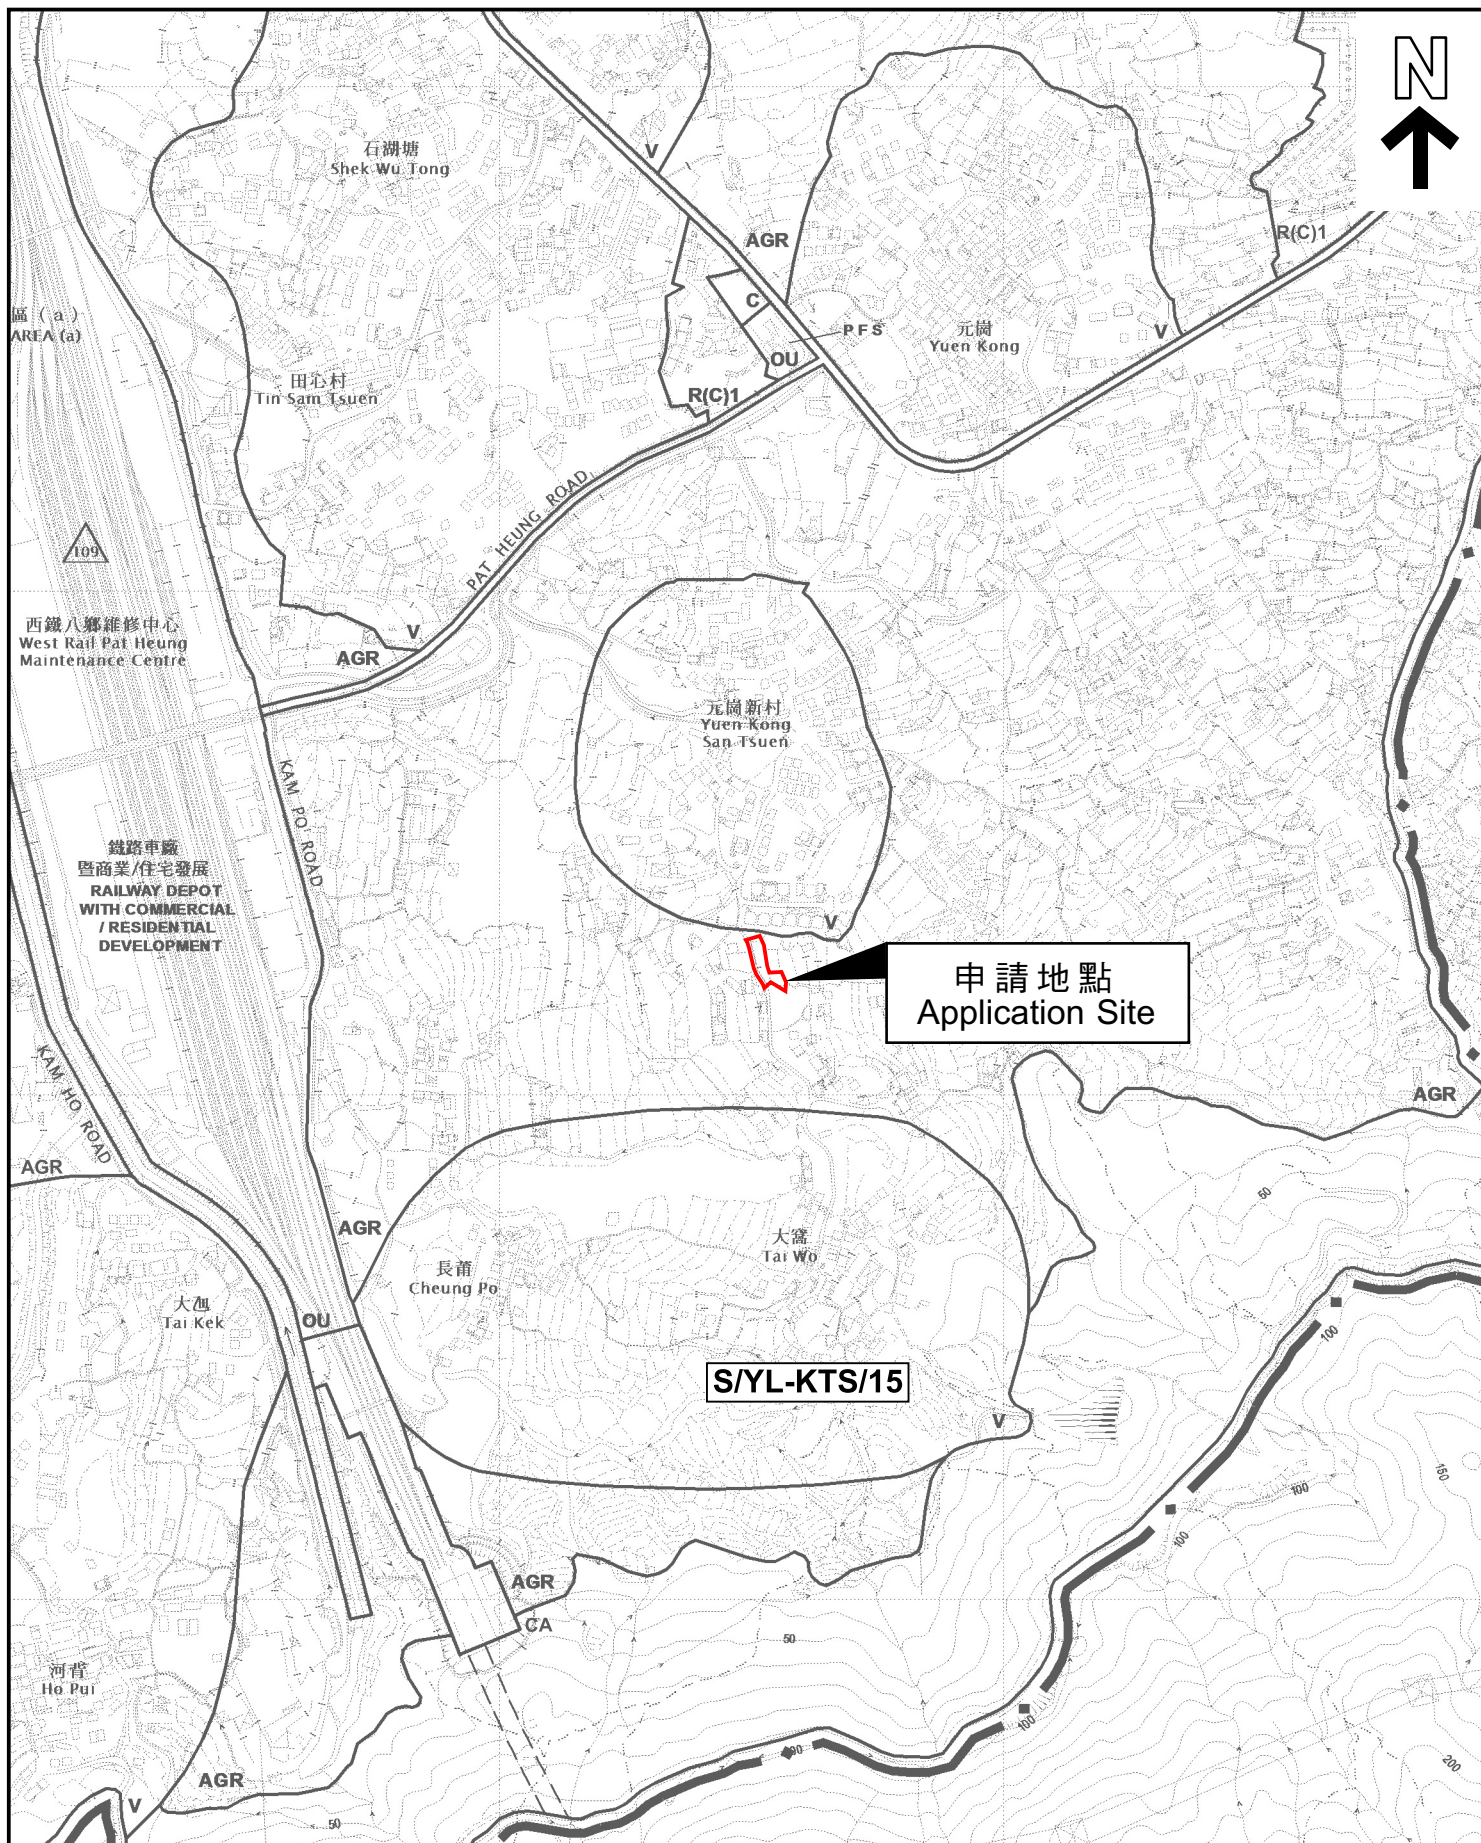 N
石湖塘
Shek Wu Tong
V
AGR
R(C)1
C
PFS
元崗
Yuen Kong
V
OU
R(C)1
區（a）
AREA (a)
田心村
Tin Sam Tsuen
PAT HEUNG ROAD
109
西鐵八鄉維修中心
West Rail Pat Heung
Maintenance Centre
V
AGR
元崗新村
Yuen Kong
San Tsuen
KAM PO ROAD
鐵路車廠
暨商業/住宅發展
RAILWAY DEPOT
WITH COMMERCIAL
/ RESIDENTIAL
DEVELOPMENT
V
申請地點
Application Site
KAM HO ROAD
AGR
AGR
AGR
50
大窩
Tai Wo
長莆
Cheung Po
Tai Kek
OU
100
S/YL-KTS/15
V
150
100
100
AGR
CA
50
河背
Ho Pui
100
200
AGR
V
50